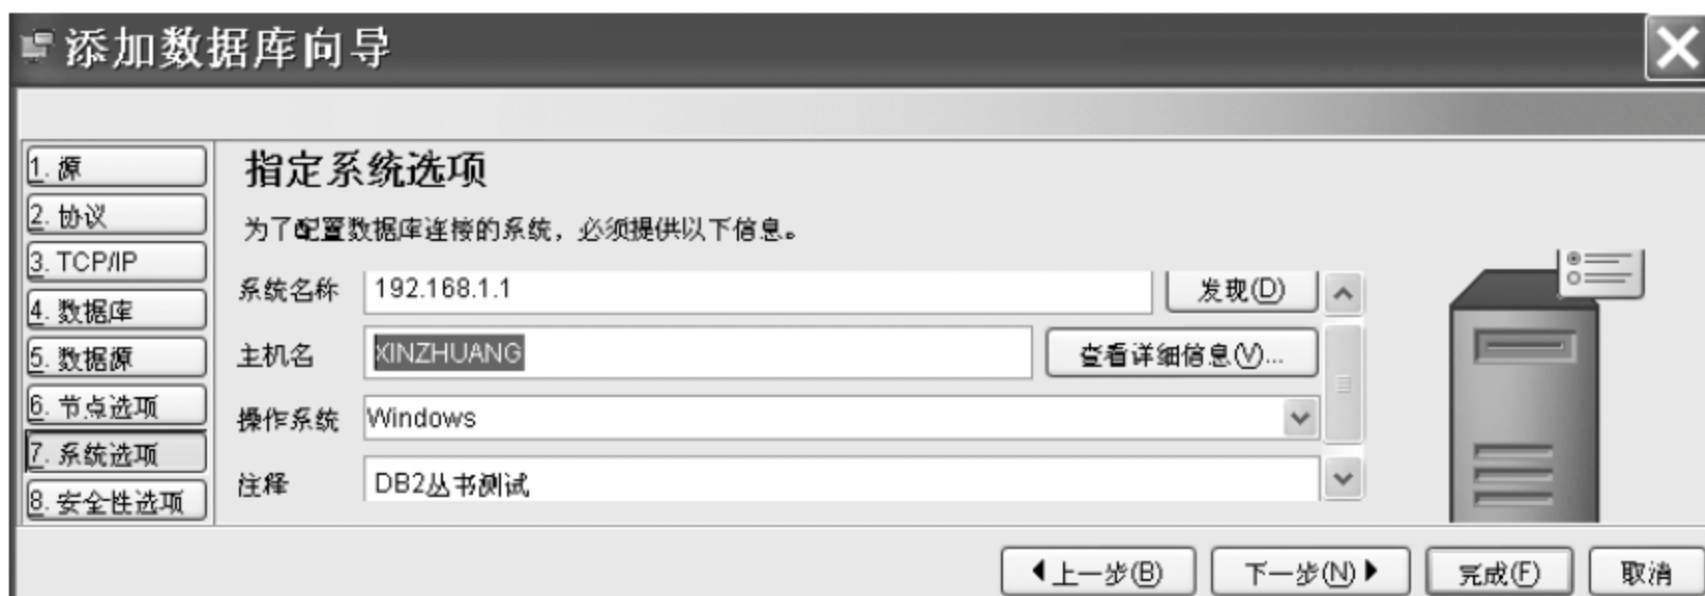 添加数据库向导
1. 源
2. 协议
3. TCP/IP
4. 数据库
5. 数据源
6. 节点选项
7. 系统选项
8. 安全性选项
指定系统选项
为了配置数据库连接的系统，必须提供以下信息。
系统名称 192.168.1.1 发现(D)
主机名 XINZHUANG 查看详细信息(V)...
操作系统 Windows
注释 DB2丛书测试
上一步(B) 下一步(N) 完成(F) 取消